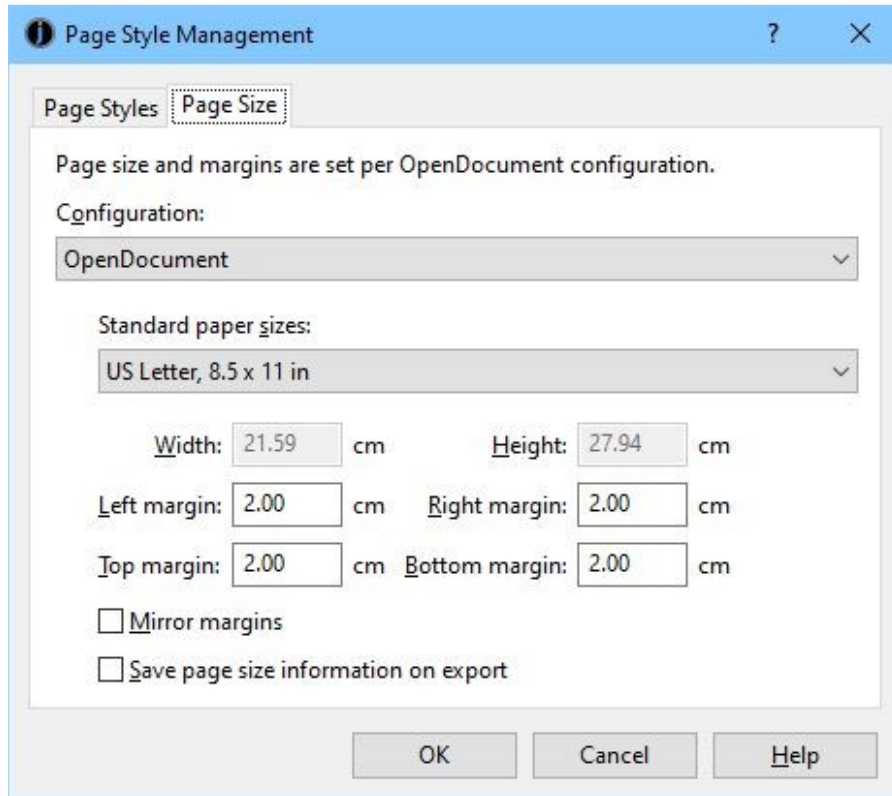 Page Style Management ?
Page Styles Page Size
Page size and margins are set per OpenDocument configuration.
Configuration:
OpenDocument
Standard paper sizes:
US Letter, 8.5 x 11 in
Width: 21.59 cm Height: 27.94 cm
Left margin: 2.00 cm Right margin: 2.00 cm
Top margin: 2.00 cm Bottom margin: 2.00 cm
Mirror margins
Save page size information on export
OK Cancel Help